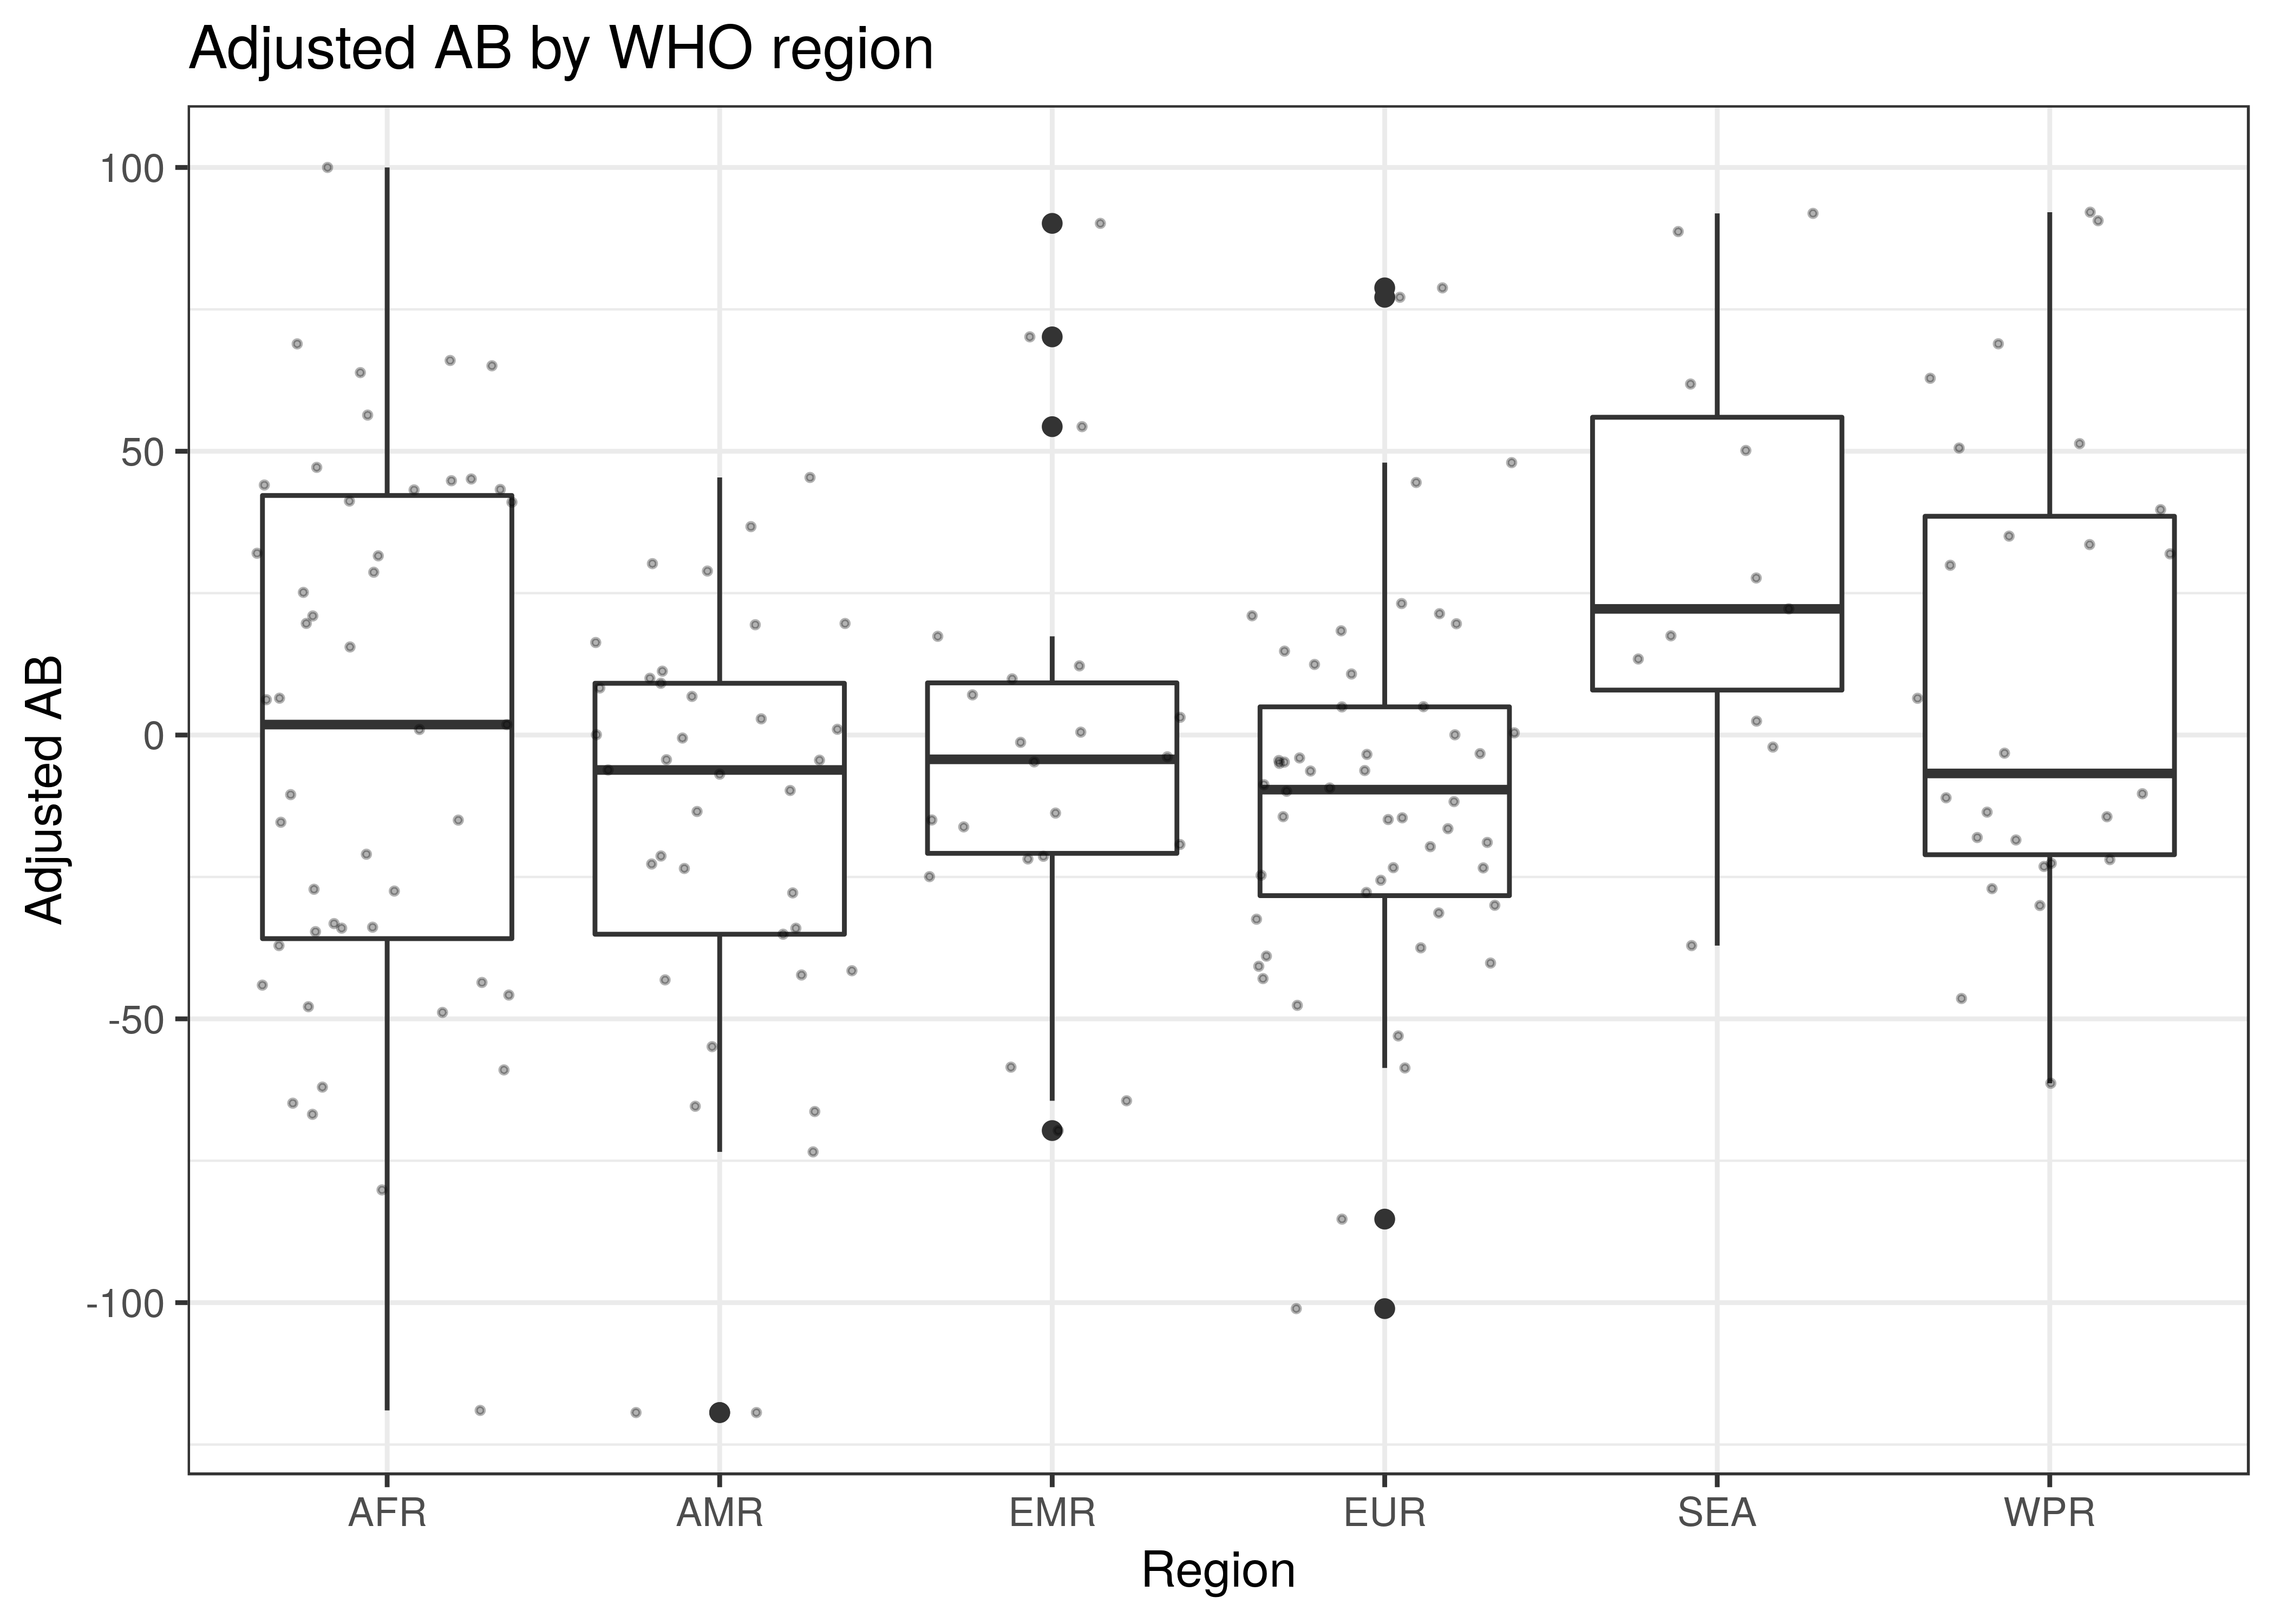 Adjusted AB by WHO region
Adjusted AB
100
50
0
-50
-100
AFR AMR EMR EUR SEA WPR
Region